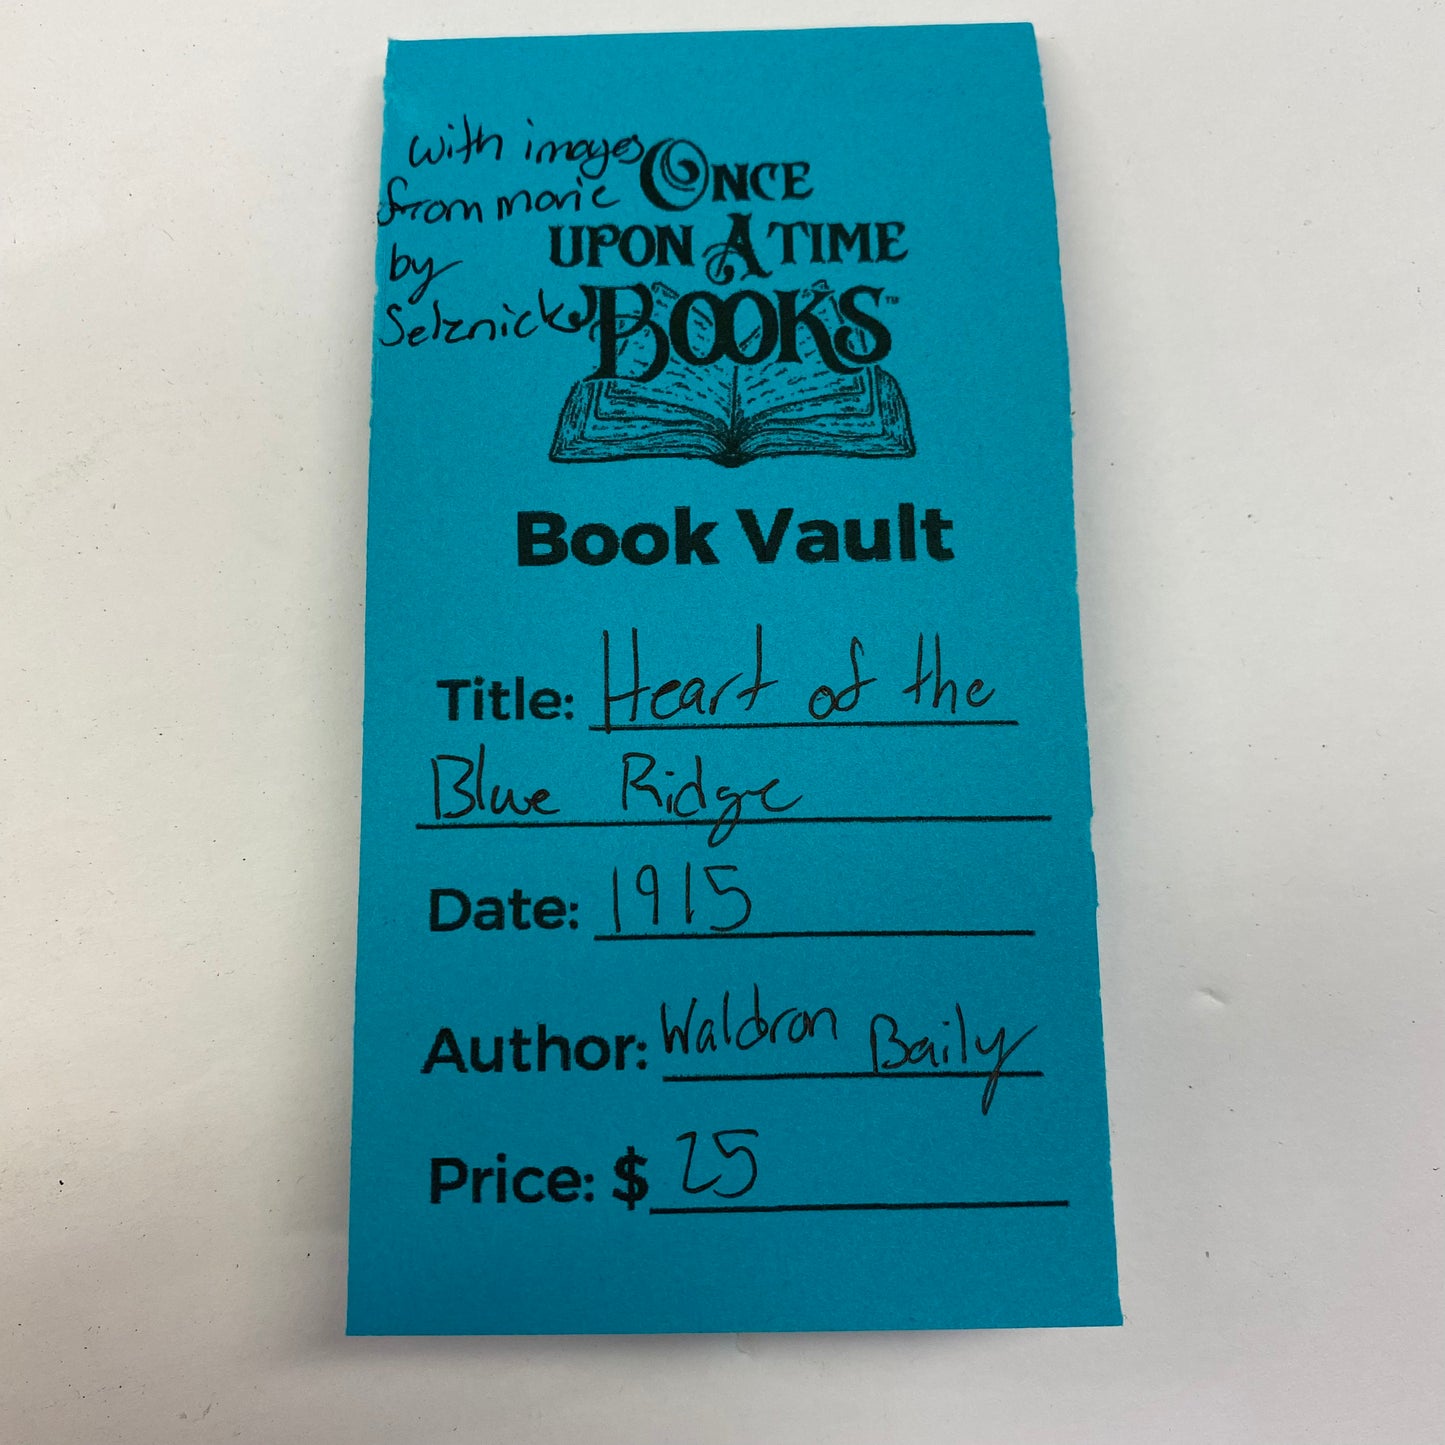 with images
from movie
by
Selznick
ONCE
UPON A TIME
BOOKS™
Book Vault
Title: Heart of the
Blue Ridge
Date: 1915
Author: Waldron Baily
Price: $ 25